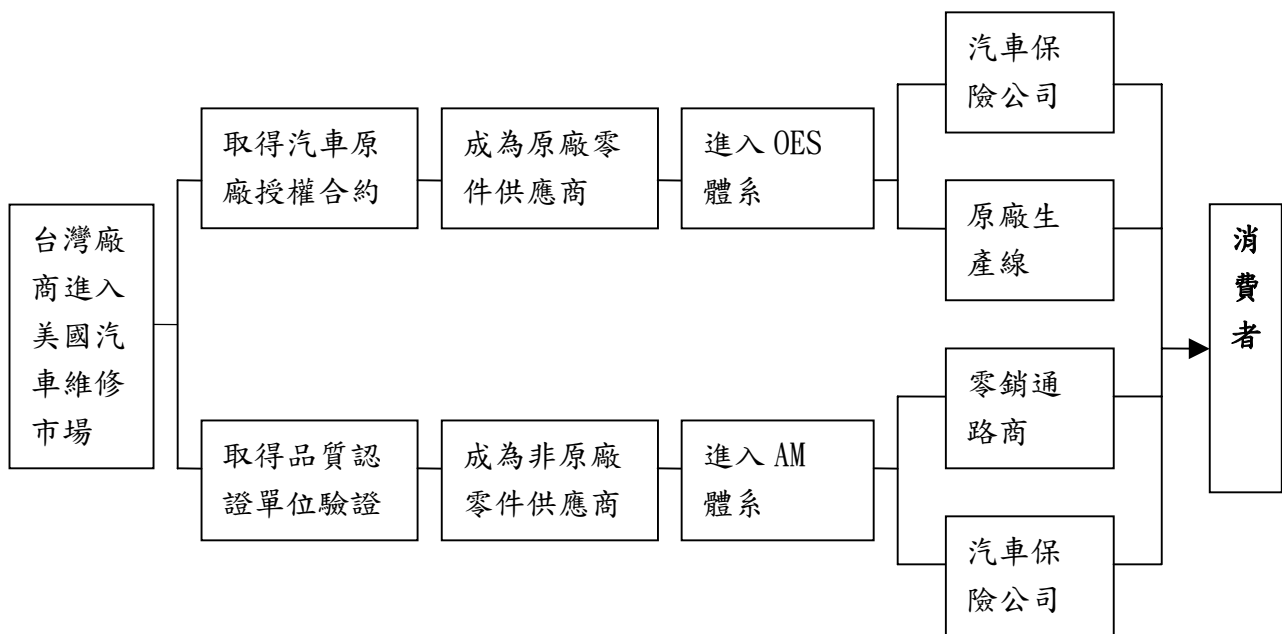 台灣廠
商進入
美國汽
車維修
市場
取得汽車原
廠授權合約
成為原廠零
件供應商
進入 OES
體系
汽車保
險公司
原廠生
產線
取得品質認
證單位驗證
成為非原廠
零件供應商
進入 AM
體系
零銷通
路商
汽車保
險公司
消
費
者